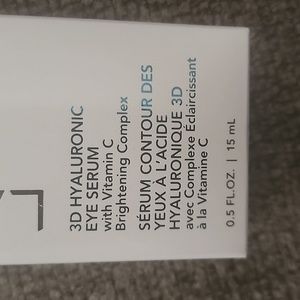 3D HYALURONIC
EYE SERUM
with Vitamin C
Brightening Complex
SÉRUM CONTOUR DES
YEUX À L'ACIDE
HYALURONIQUE 3D
avec Complexe Éclaircissant
à la Vitamine C
0.5 FL.OZ. | 15 mL